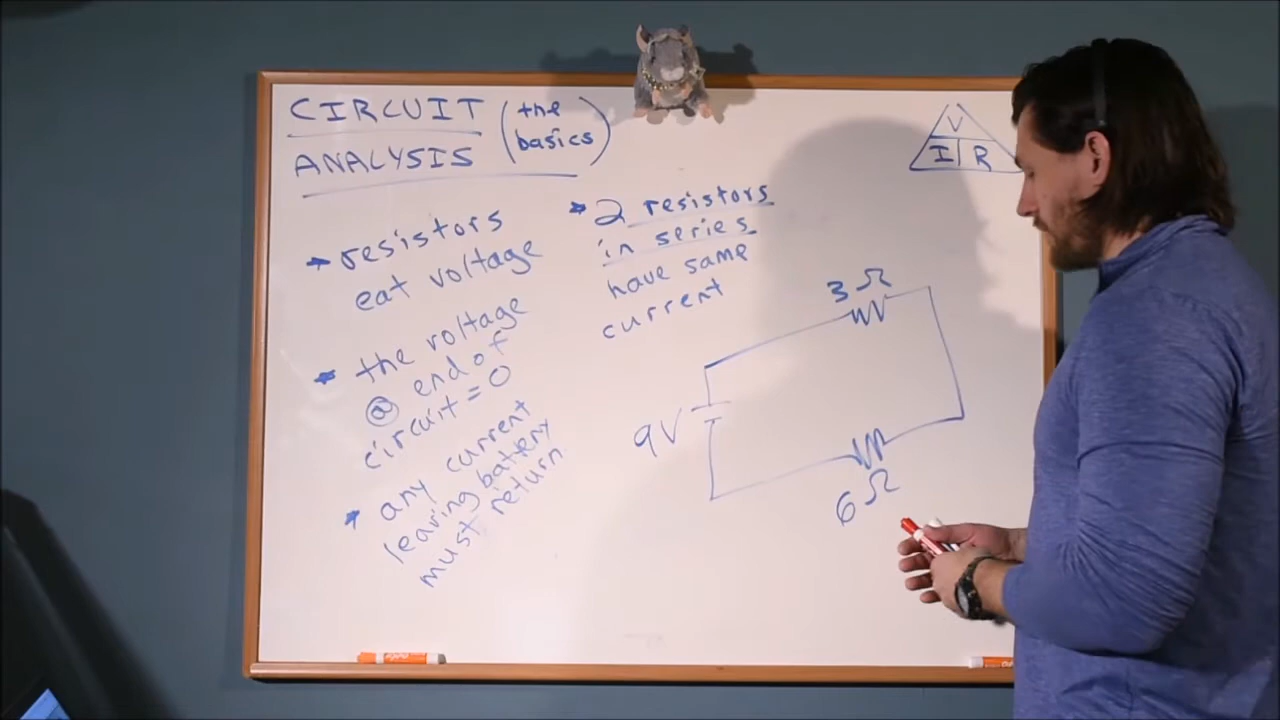 CIRCUIT (the
basics)
ANALYSIS
resistors
eat voltage
the voltage
@ end of
circuit = 0
any current
leaving battery
must return
2 resistors
in series
have same
current
V
I R
3 Ω
9V
6 Ω